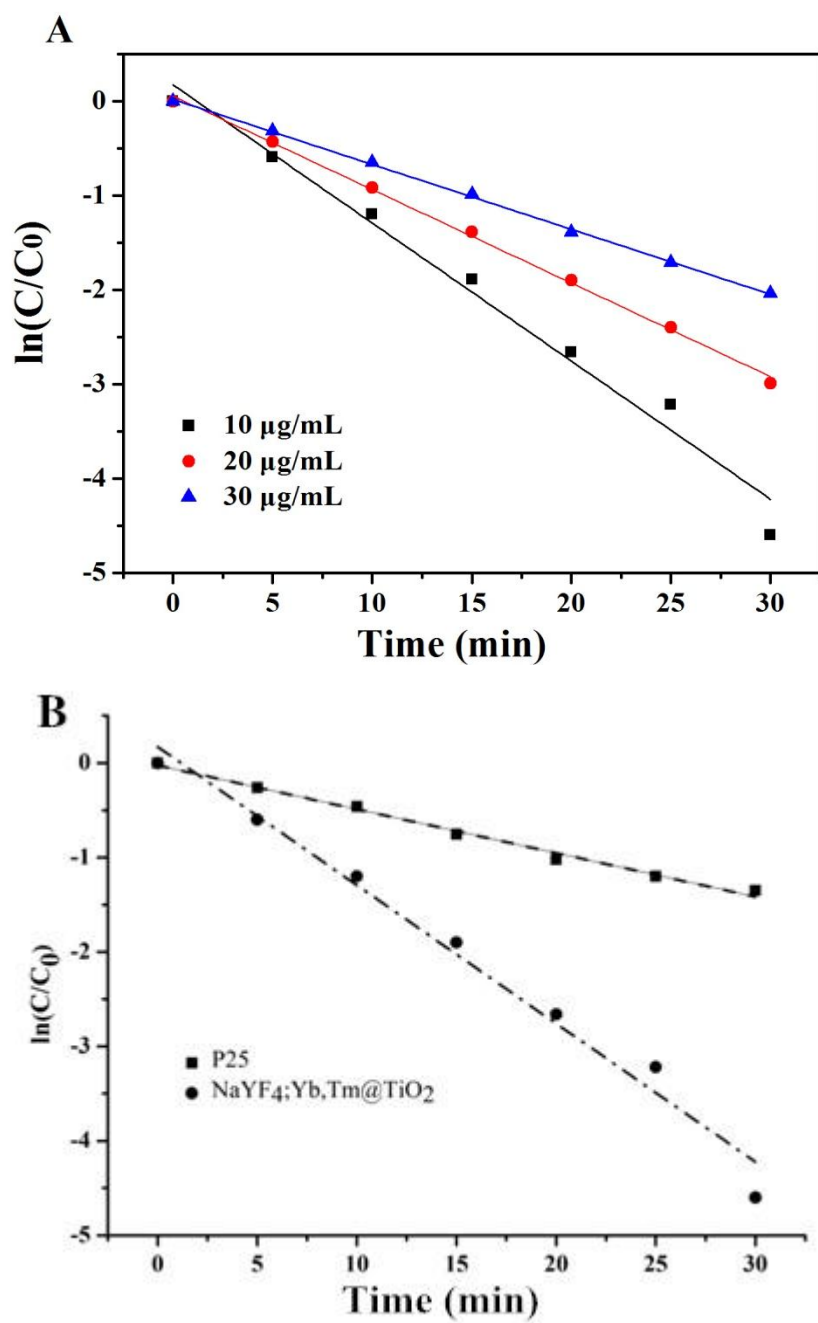 A
0
-1
-2
-3
-4
-5
ln(C/C0)
10 μg/mL
20 μg/mL
30 μg/mL
0 5 10 15 20 25 30
Time (min)
B
0
-1
-2
-3
-4
-5
ln(C/C0)
P25
NaYF4;Yb,Tm@TiO2
0 5 10 15 20 25 30
Time (min)